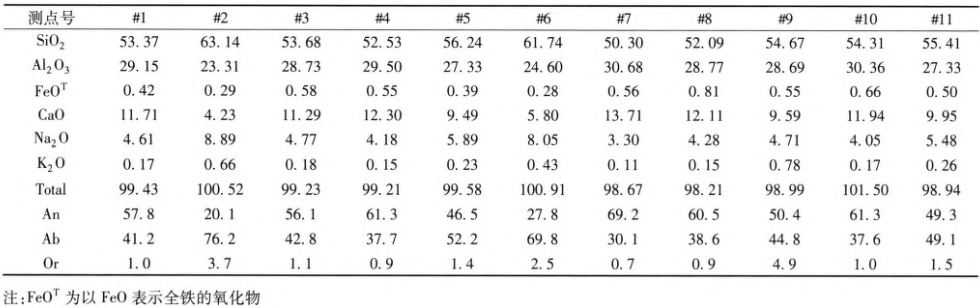 测点号 #1 #2 #3 #4 #5 #6 #7 #8 #9 #10 #11
SiO₂ 53.37 63.14 53.68 52.53 56.24 61.74 50.30 52.09 54.67 54.31 55.41
Al₂O₃ 29.15 23.31 28.73 29.50 27.33 24.60 30.68 28.77 28.69 30.36 27.33
FeOᵀ 0.42 0.29 0.58 0.55 0.39 0.28 0.56 0.81 0.55 0.66 0.50
CaO 11.71 4.23 11.29 12.30 9.49 5.80 13.71 12.11 9.59 11.94 9.95
Na₂O 4.61 8.89 4.77 4.18 5.89 8.05 3.30 4.28 4.71 4.05 5.48
K₂O 0.17 0.66 0.18 0.15 0.23 0.43 0.11 0.15 0.78 0.17 0.26
Total 99.43 100.52 99.23 99.21 99.58 100.91 98.67 98.21 98.99 101.50 98.94
An 57.8 20.1 56.1 61.3 46.5 27.8 69.2 60.5 50.4 61.3 49.3
Ab 41.2 76.2 42.8 37.7 52.2 69.8 30.1 38.6 44.8 37.6 49.1
Or 1.0 3.7 1.1 0.9 1.4 2.5 0.7 0.9 4.9 1.0 1.5
注:FeOᵀ 为以 FeO 表示全铁的氧化物